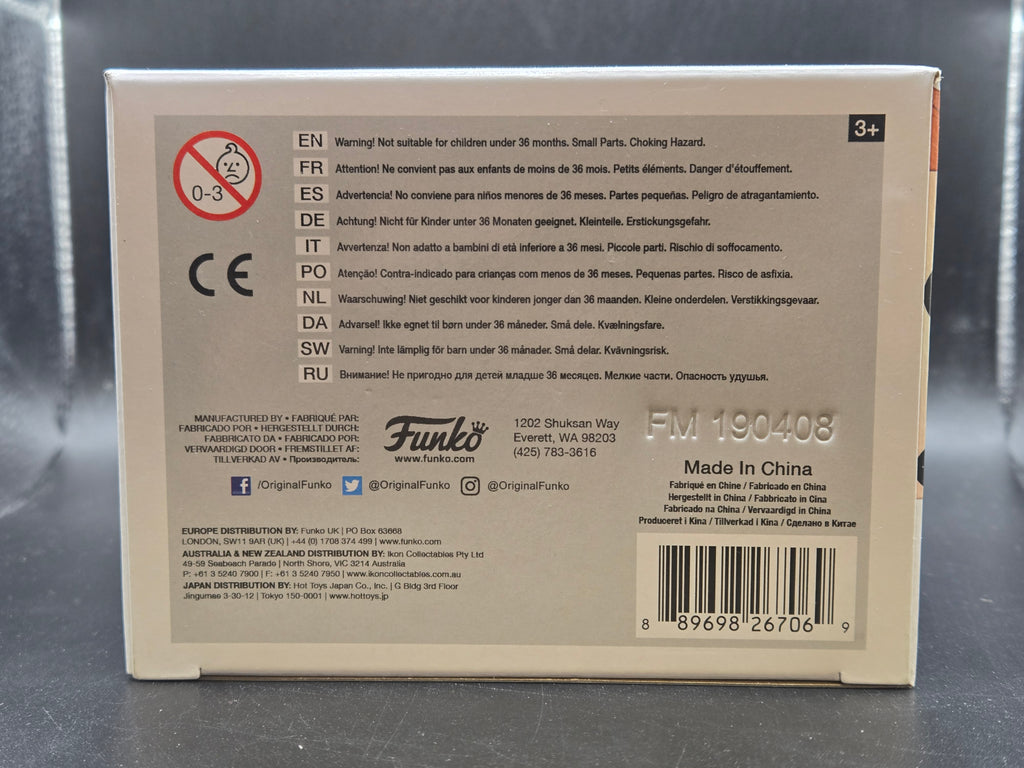 3+
0-3
EN Warning! Not suitable for children under 36 months. Small Parts. Choking Hazard.
FR Attention! Ne convient pas aux enfants de moins de 36 mois. Petits éléments. Danger d'étouffement.
ES Advertencia! No conviene para niños menores de 36 meses. Partes pequeñas. Peligro de atragantamiento.
DE Achtung! Nicht für Kinder unter 36 Monaten geeignet. Kleinteile. Erstickungsgefahr.
IT Avvertenza! Non adatto a bambini di età inferiore a 36 mesi. Piccole parti. Rischio di soffocamento.
PO Atenção! Contra-indicado para crianças com menos de 36 meses. Pequenas partes. Risco de asfixia.
NL Waarschuwing! Niet geschikt voor kinderen jonger dan 36 maanden. Kleine onderdelen. Verstikkingsgevaar.
DA Advarsel! Ikke egnet til børn under 36 måneder. Små dele. Kvælningsfare.
SW Varning! Inte lämplig för barn under 36 månader. Små delar. Kvävningsrisk.
RU Внимание! Не пригодно для детей младше 36 месяцев. Мелкие части. Опасность удушья.
CE
MANUFACTURED BY • FABRIQUÉ PAR:
FABRICADO POR • HERGESTELLT DURCH:
FABBRICATO DA • FABRICADO POR:
VERVAARDIGD DOOR • FREMSTILLET AF:
TILLVERKAD AV • Производитель:
Funko
www.funko.com
1202 Shuksan Way
Everett, WA 98203
(425) 783-3616
FM 190408
/OriginalFunko @OriginalFunko @OriginalFunko
Made In China
Fabriqué en Chine / Fabricado en China
Hergestellt in China / Fabbricato in Cina
Fabricado na China / Vervaardigd in China
Produceret i Kina / Tillverkad i Kina / Сделано в Китае
EUROPE DISTRIBUTION BY: Funko UK | PO Box 63668
LONDON, SW11 9AR (UK) | +44 (0) 1708 374 499 | www.funko.com
AUSTRALIA & NEW ZEALAND DISTRIBUTION BY: Ikon Collectables Pty Ltd
49-59 Seabeach Parade | North Shore, VIC 3214 Australia
P: +61 3 5240 7900 | F: +61 3 5240 7950 | www.ikoncollectables.com.au
JAPAN DISTRIBUTION BY: Hot Toys Japan Co., Inc. | G Bldg 3rd Floor
Jingumae 3-30-12 | Tokyo 150-0001 | www.hottoys.jp
8 89698 26706 9